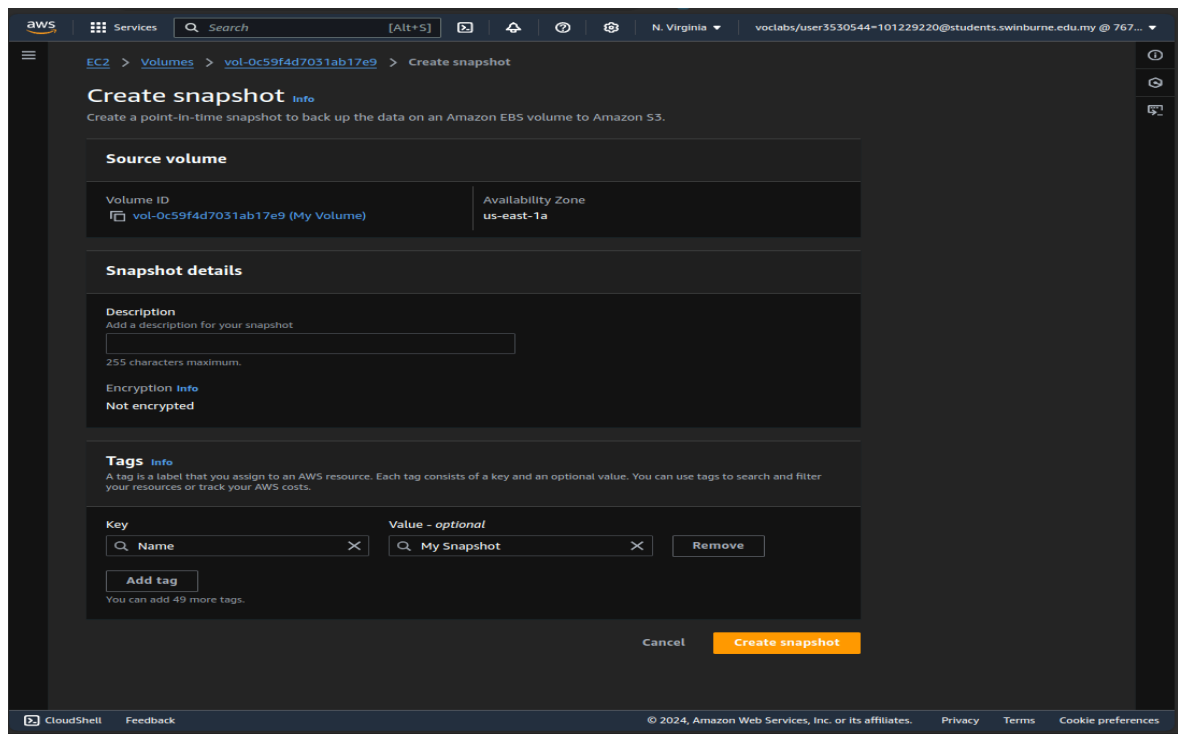 aws Services Search [Alt+S] N. Virginia voclabs/user3530544=101229220@students.swinburne.edu.my @ 767...
EC2 > Volumes > vol-0c59f4d7031ab17e9 > Create snapshot
Create snapshot Info
Create a point-in-time snapshot to back up the data on an Amazon EBS volume to Amazon S3.
Source volume
Volume ID
vol-0c59f4d7031ab17e9 (My Volume)
Availability Zone
us-east-1a
Snapshot details
Description
Add a description for your snapshot
255 characters maximum.
Encryption Info
Not encrypted
Tags Info
A tag is a label that you assign to an AWS resource. Each tag consists of a key and an optional value. You can use tags to search and filter
your resources or track your AWS costs.
Key Value - optional
Name My Snapshot Remove
Add tag
You can add 49 more tags.
Cancel Create snapshot
CloudShell Feedback © 2024, Amazon Web Services, Inc. or its affiliates. Privacy Terms Cookie preferences